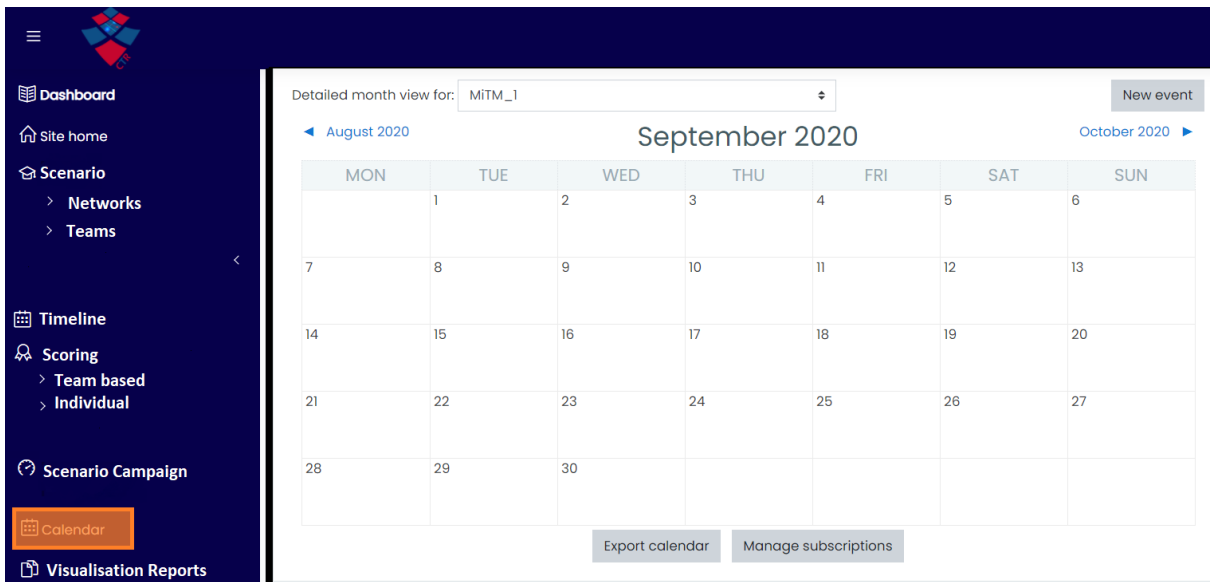 CTR
Dashboard
Site home
Scenario
Networks
Teams
Timeline
Scoring
Team based
Individual
Scenario Campaign
Calendar
Visualisation Reports
Detailed month view for: MiTM_1
New event
August 2020 September 2020 October 2020
MON TUE WED THU FRI SAT SUN
1 2 3 4 5 6
7 8 9 10 11 12 13
14 15 16 17 18 19 20
21 22 23 24 25 26 27
28 29 30
Export calendar Manage subscriptions